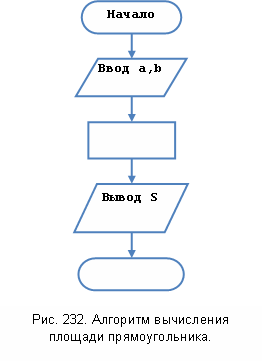 Начало
Ввод a,b
Вывод S
Рис. 232. Алгоритм вычисления
площади прямоугольника.